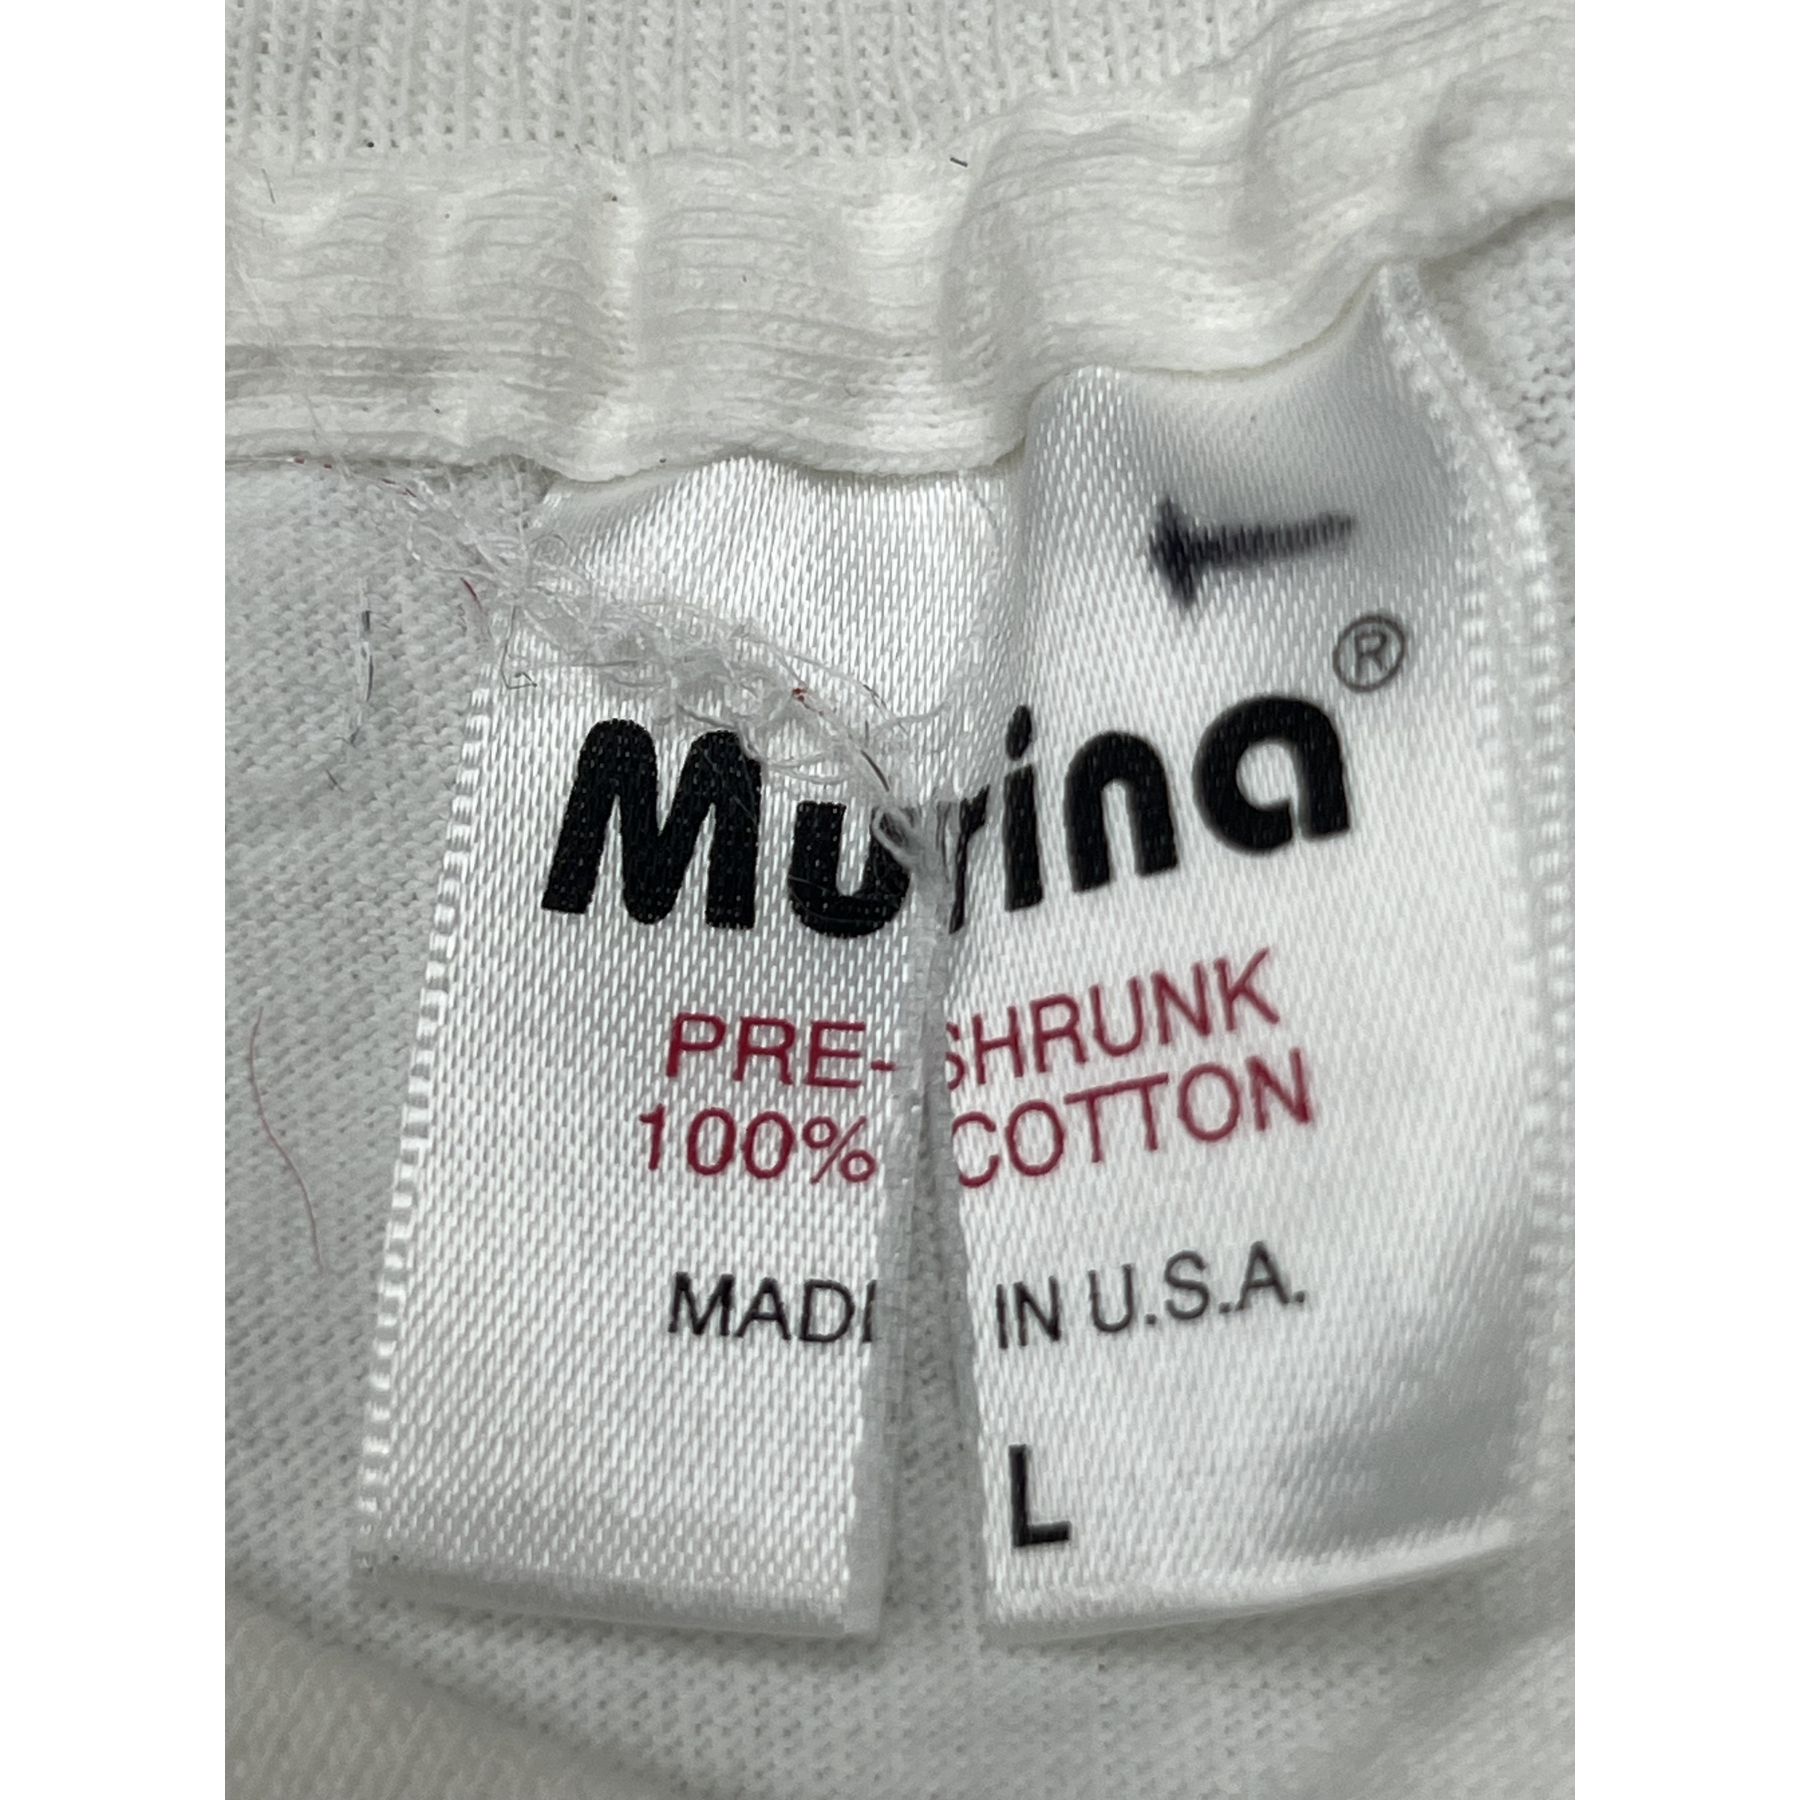 Murina®
PRE-SHRUNK
100% COTTON
MADE IN U.S.A.
L